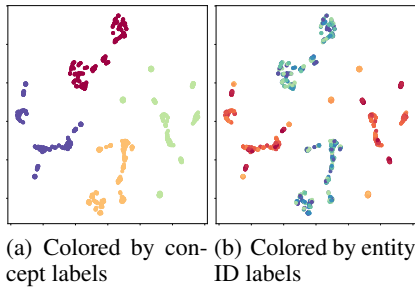 (a) Colored by con-
cept labels
(b) Colored by entity
ID labels